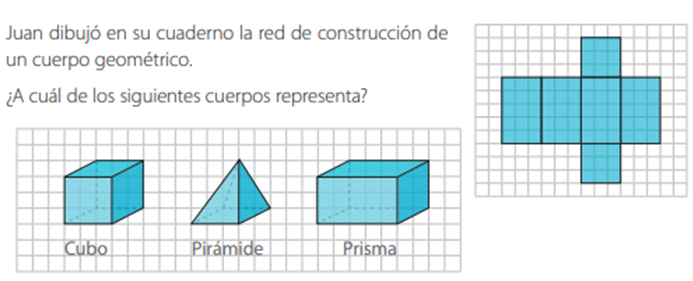 Juan dibujó en su cuaderno la red de construcción de
un cuerpo geométrico.
¿A cuál de los siguientes cuerpos representa?
Cubo
Pirámide
Prisma